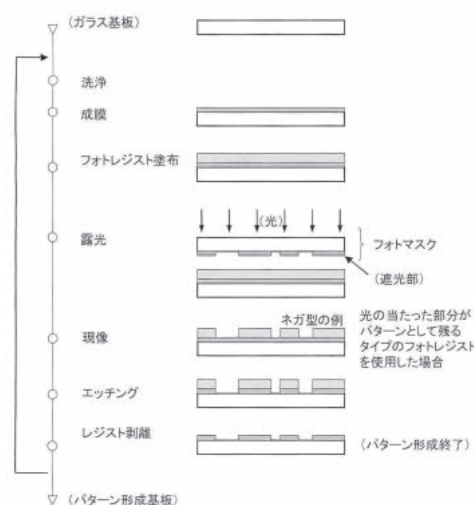 (ガラス基板)
洗浄
成膜
フォトレジスト塗布
(光)
露光
フォトマスク
(遮光部)
ネガ型の例
光の当たった部分が
パターンとして残る
タイプのフォトレジスト
を使用した場合
現像
エッチング
レジスト剥離
(パターン形成終了)
(パターン形成基板)